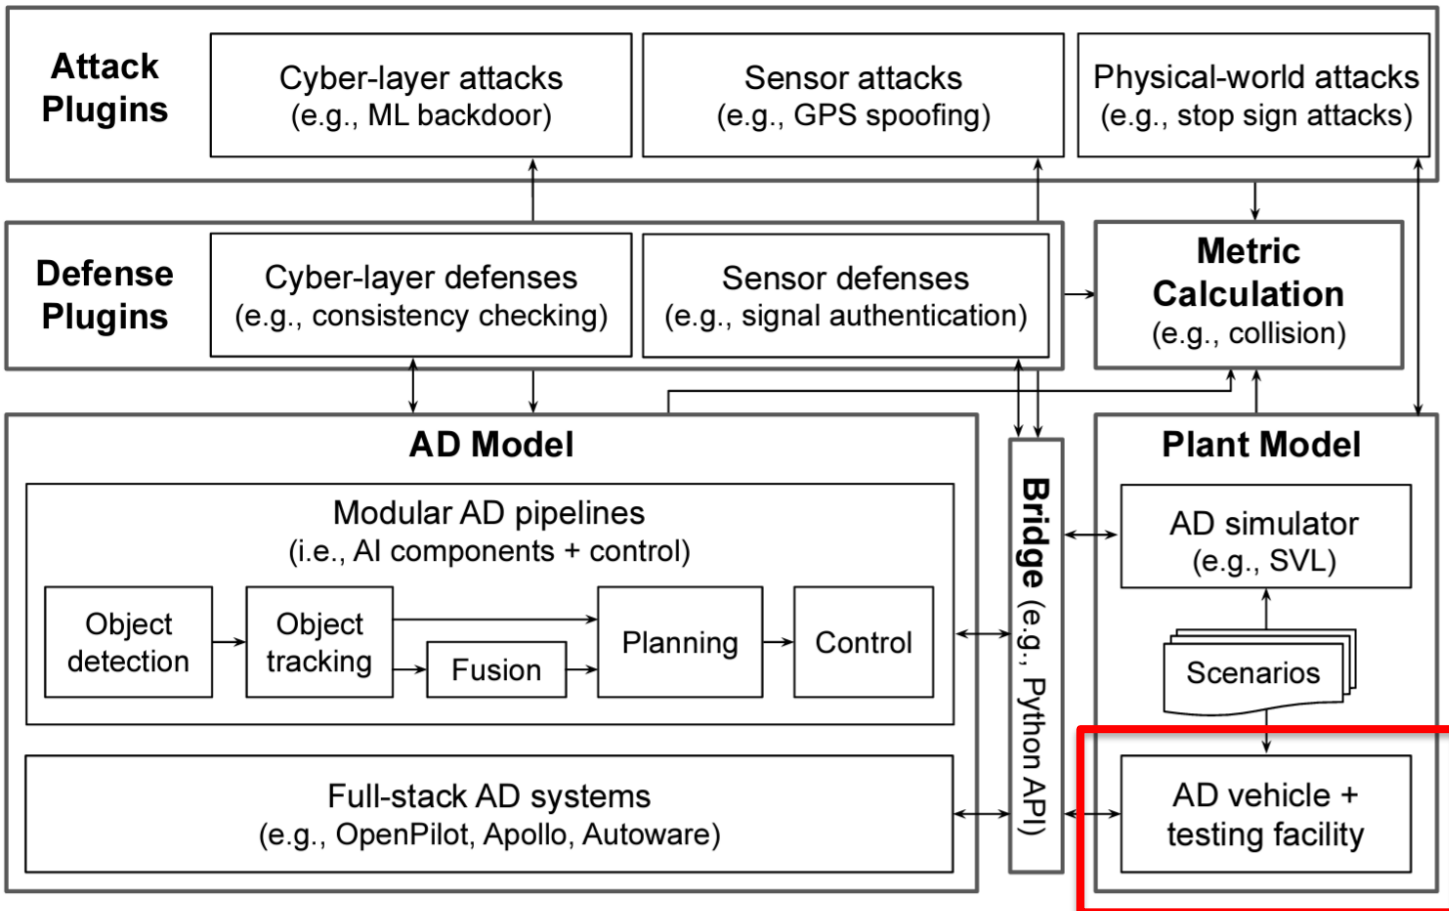 Attack
Plugins
Cyber-layer attacks
(e.g., ML backdoor)
Sensor attacks
(e.g., GPS spoofing)
Physical-world attacks
(e.g., stop sign attacks)
Defense
Plugins
Cyber-layer defenses
(e.g., consistency checking)
Sensor defenses
(e.g., signal authentication)
Metric
Calculation
(e.g., collision)
AD Model
Modular AD pipelines
(i.e., AI components + control)
Object
detection
Object
tracking
Fusion
Planning
Control
Full-stack AD systems
(e.g., OpenPilot, Apollo, Autoware)
Bridge (e.g., Python API)
Plant Model
AD simulator
(e.g., SVL)
Scenarios
AD vehicle +
testing facility